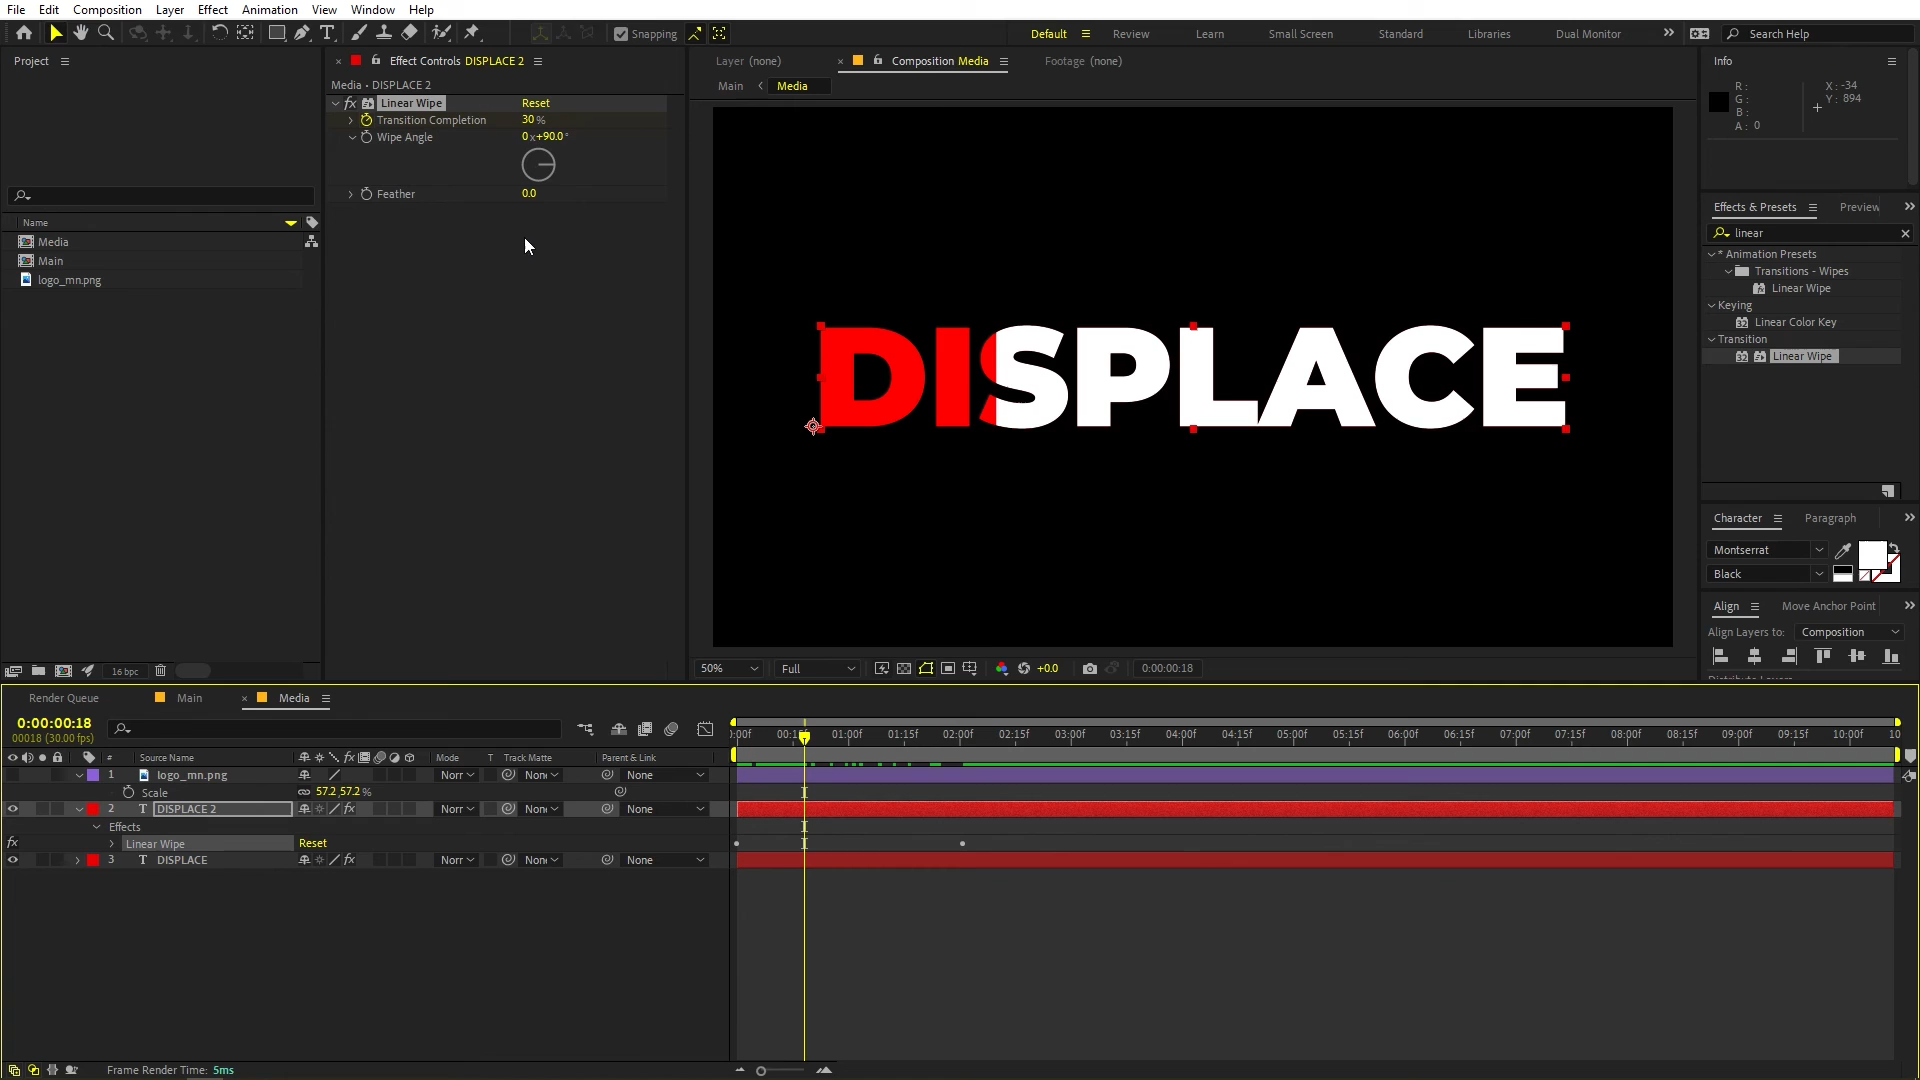 File Edit Composition Layer Effect Animation View Window Help
Snapping
Default Review Learn Small Screen Standard Libraries Dual Monitor Search Help
Project
Name
Media
Main
logo_mn.png
16 bpc
Effect Controls DISPLACE 2
Media • DISPLACE 2
fx Linear Wipe Reset
Transition Completion 30 %
Wipe Angle 0 x+90.0 °
Feather 0.0
Layer (none) Composition Media Footage (none)
Main Media
DISPLACE
50% Full +0.0 0:00:00:18
Info
R :
G :
B :
A : 0
X : -34
Y : 894
Effects & Presets Preview
linear
* Animation Presets
Transitions - Wipes
Linear Wipe
Keying
32 Linear Color Key
Transition
32 Linear Wipe
Character Paragraph
Montserrat
Black
Align Move Anchor Point
Align Layers to: Composition
Render Queue Main Media
0:00:00:18
00018 (30.00 fps)
:00f 01:00f 01:15f 02:00f 02:15f 03:00f 03:15f 04:00f 04:15f 05:00f 05:15f 06:00f 06:15f 07:00f 07:15f 08:00f 08:15f 09:00f 09:15f 10:00f 10
# Source Name fx Mode T Track Matte Parent & Link
1 logo_mn.png Norr Non None
Scale 57.2,57.2 %
2 T DISPLACE 2 fx Norr Non None
Effects
fx Linear Wipe Reset
3 T DISPLACE fx Norr Non None
Frame Render Time: 5ms